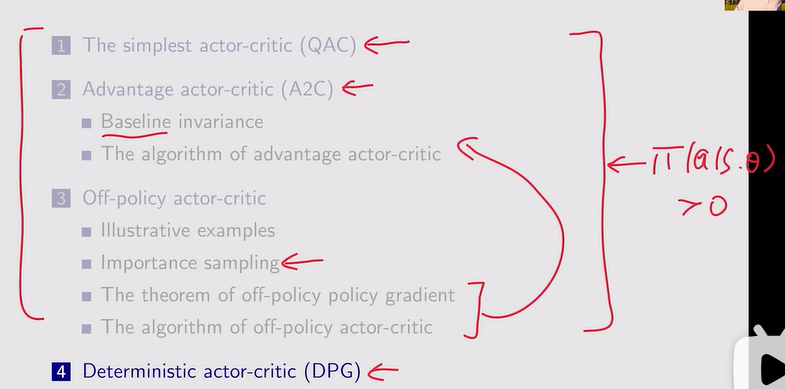 1 The simplest actor-critic (QAC)
2 Advantage actor-critic (A2C)
Baseline invariance
The algorithm of advantage actor-critic
3 Off-policy actor-critic
Illustrative examples
Importance sampling
The theorem of off-policy policy gradient
The algorithm of off-policy actor-critic
4 Deterministic actor-critic (DPG)
π(a|s.θ)
>0